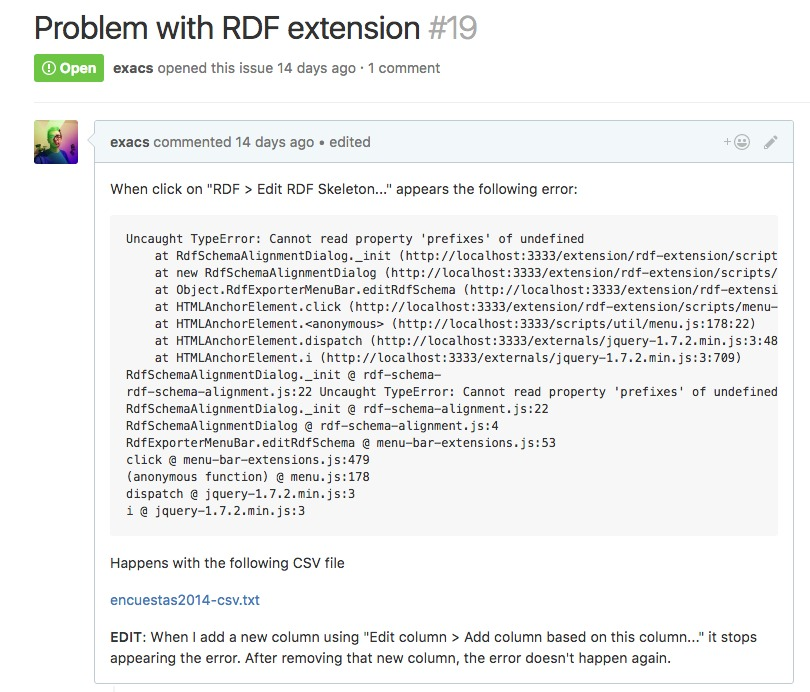 Problem with RDF extension #19
Open exacs opened this issue 14 days ago · 1 comment
exacs commented 14 days ago • edited
When click on "RDF > Edit RDF Skeleton..." appears the following error:
Uncaught TypeError: Cannot read property 'prefixes' of undefined
    at RdfSchemaAlignmentDialog._init (http://localhost:3333/extension/rdf-extension/script
    at new RdfSchemaAlignmentDialog (http://localhost:3333/extension/rdf-extension/scripts/
    at Object.RdfExporterMenuBar.editRdfSchema (http://localhost:3333/extension/rdf-extensi
    at HTMLAnchorElement.click (http://localhost:3333/extension/rdf-extension/scripts/menu-
    at HTMLAnchorElement.<anonymous> (http://localhost:3333/scripts/util/menu.js:178:22)
    at HTMLAnchorElement.dispatch (http://localhost:3333/externals/jquery-1.7.2.min.js:3:48
    at HTMLAnchorElement.i (http://localhost:3333/externals/jquery-1.7.2.min.js:3:709)
RdfSchemaAlignmentDialog._init @ rdf-schema-
rdf-schema-alignment.js:22 Uncaught TypeError: Cannot read property 'prefixes' of undefined
RdfSchemaAlignmentDialog._init @ rdf-schema-alignment.js:22
RdfSchemaAlignmentDialog @ rdf-schema-alignment.js:4
RdfExporterMenuBar.editRdfSchema @ menu-bar-extensions.js:53
click @ menu-bar-extensions.js:479
(anonymous function) @ menu.js:178
dispatch @ jquery-1.7.2.min.js:3
i @ jquery-1.7.2.min.js:3
Happens with the following CSV file
encuestas2014-csv.txt
EDIT: When I add a new column using "Edit column > Add column based on this column..." it stops
appearing the error. After removing that new column, the error doesn't happen again.